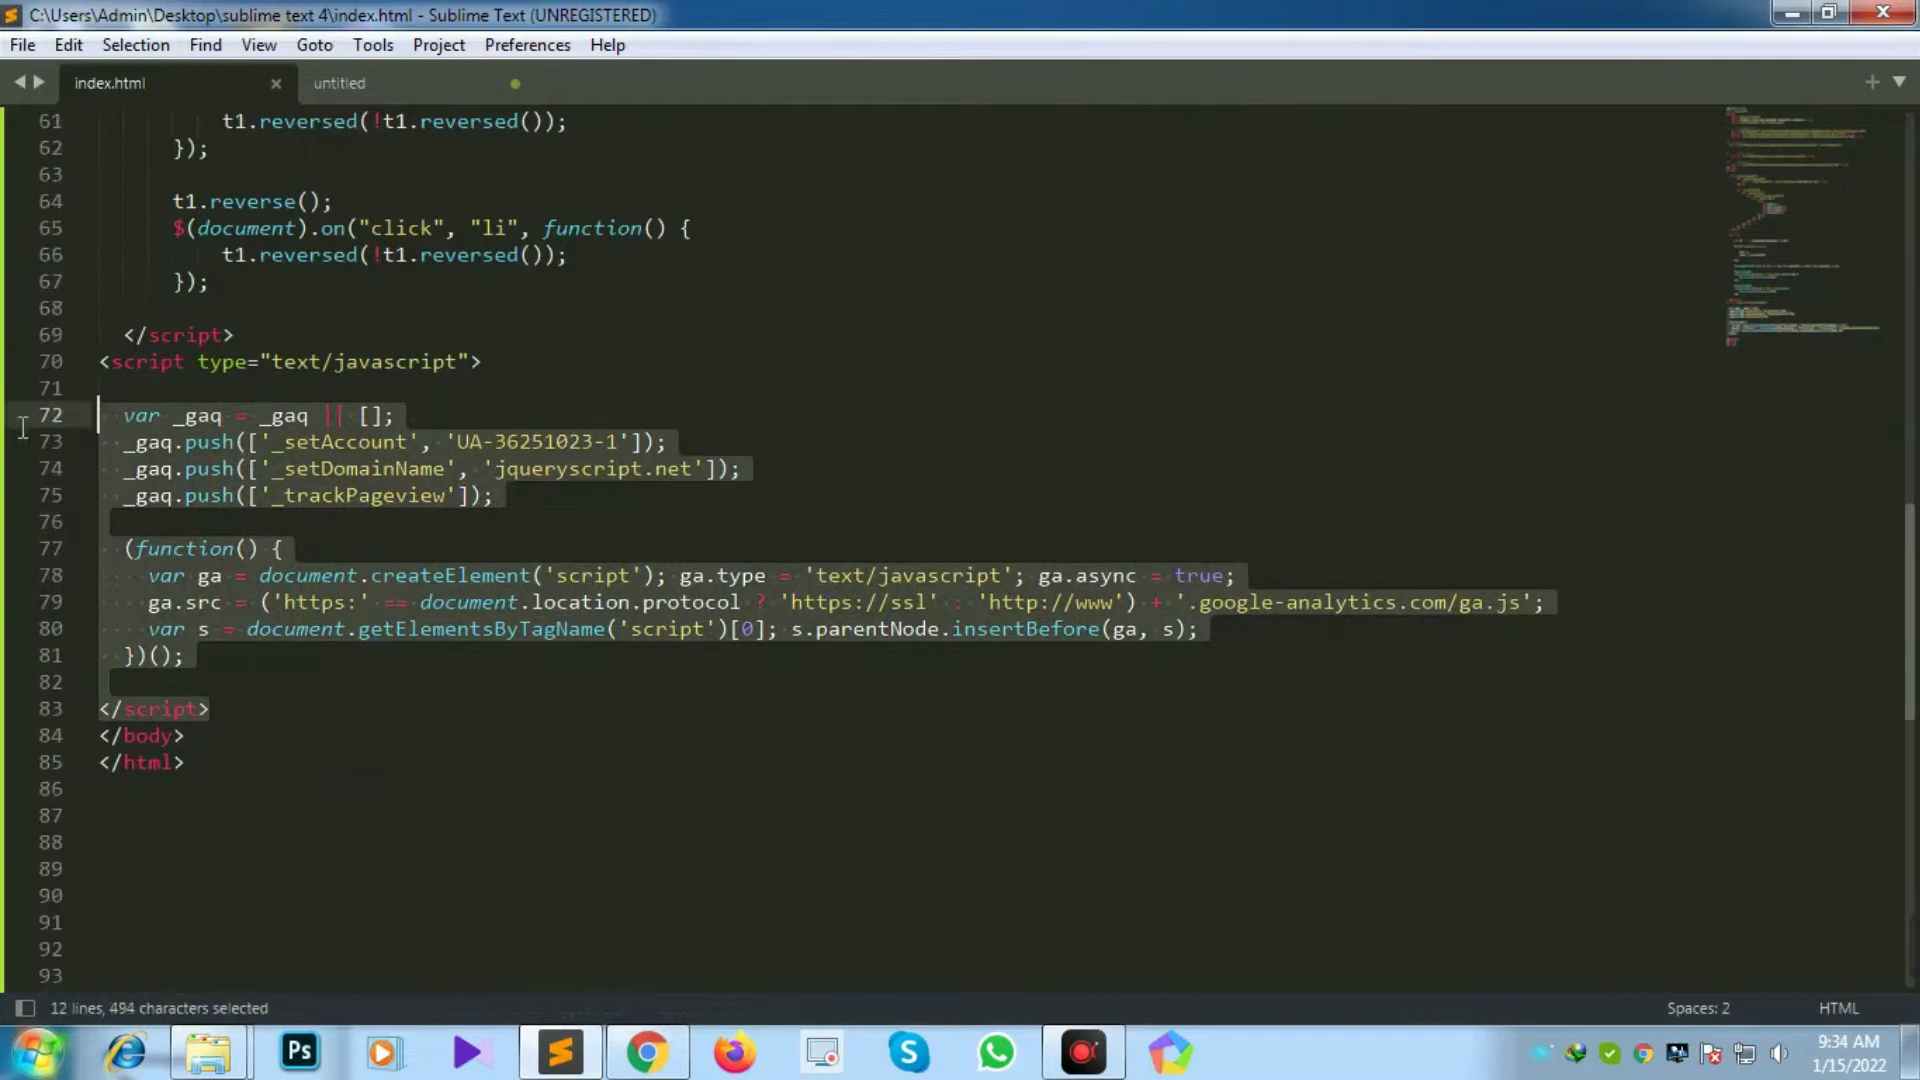 C:\Users\Admin\Desktop\sublime text 4\index.html - Sublime Text (UNREGISTERED)
File Edit Selection Find View Goto Tools Project Preferences Help
index.html untitled
61 t1.reversed(!t1.reversed());
62 });
63
64 t1.reverse();
65 $(document).on("click", "li", function() {
66 t1.reversed(!t1.reversed());
67 });
68
69 </script>
70 <script type="text/javascript">
71
72 var _gaq = _gaq || [];
73 _gaq.push(['_setAccount', 'UA-36251023-1']);
74 _gaq.push(['_setDomainName', 'jqueryscript.net']);
75 _gaq.push(['_trackPageview']);
76
77 (function() {
78 var ga = document.createElement('script'); ga.type = 'text/javascript'; ga.async = true;
79 ga.src = ('https:' == document.location.protocol ? 'https://ssl' : 'http://www') + '.google-analytics.com/ga.js';
80 var s = document.getElementsByTagName('script')[0]; s.parentNode.insertBefore(ga, s);
81 })();
82
83 </script>
84 </body>
85 </html>
86
87
88
89
90
91
92
93
12 lines, 494 characters selected Spaces: 2 HTML
Ps
9:34 AM
1/15/2022